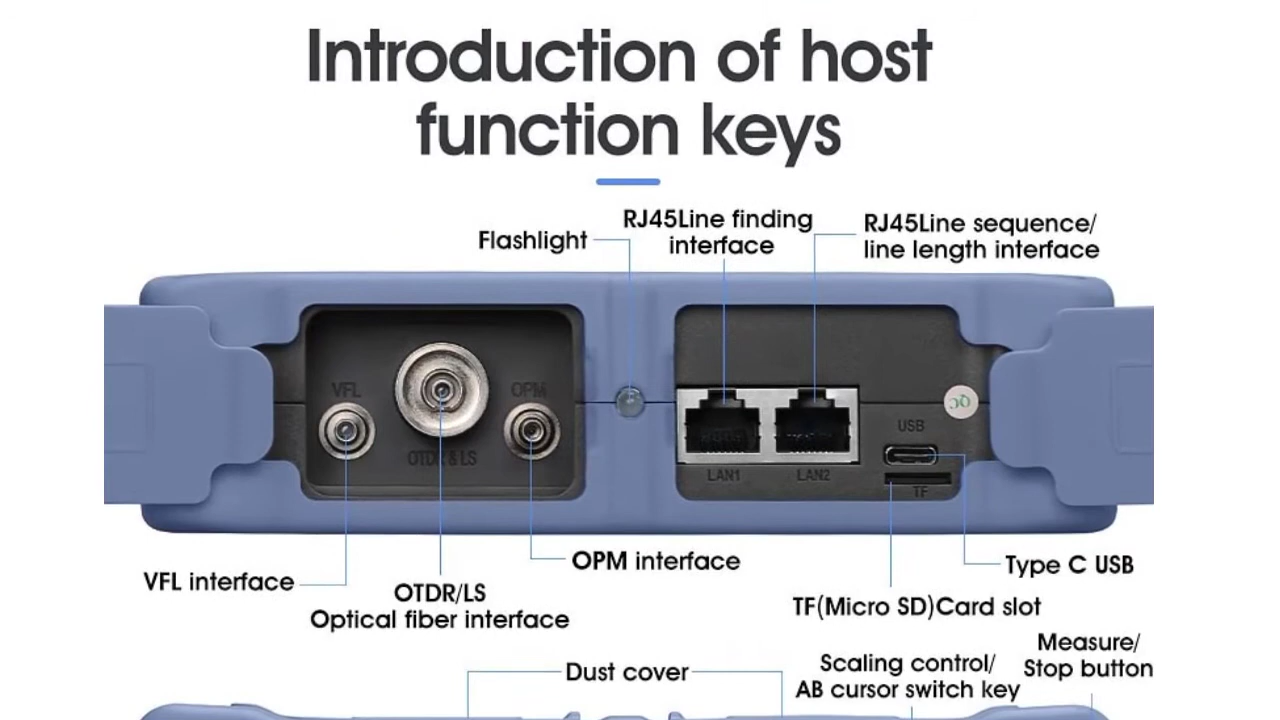 Introduction of host
function keys
Flashlight
RJ45Line finding
interface
RJ45Line sequence/
line length interface
VFL
OPM
OTDR & LS
QC
USB
LAN1
LAN2
TF
VFL interface
OTDR/LS
Optical fiber interface
OPM interface
Type C USB
TF(Micro SD)Card slot
Dust cover
Scaling control/
AB cursor switch key
Measure/
Stop button